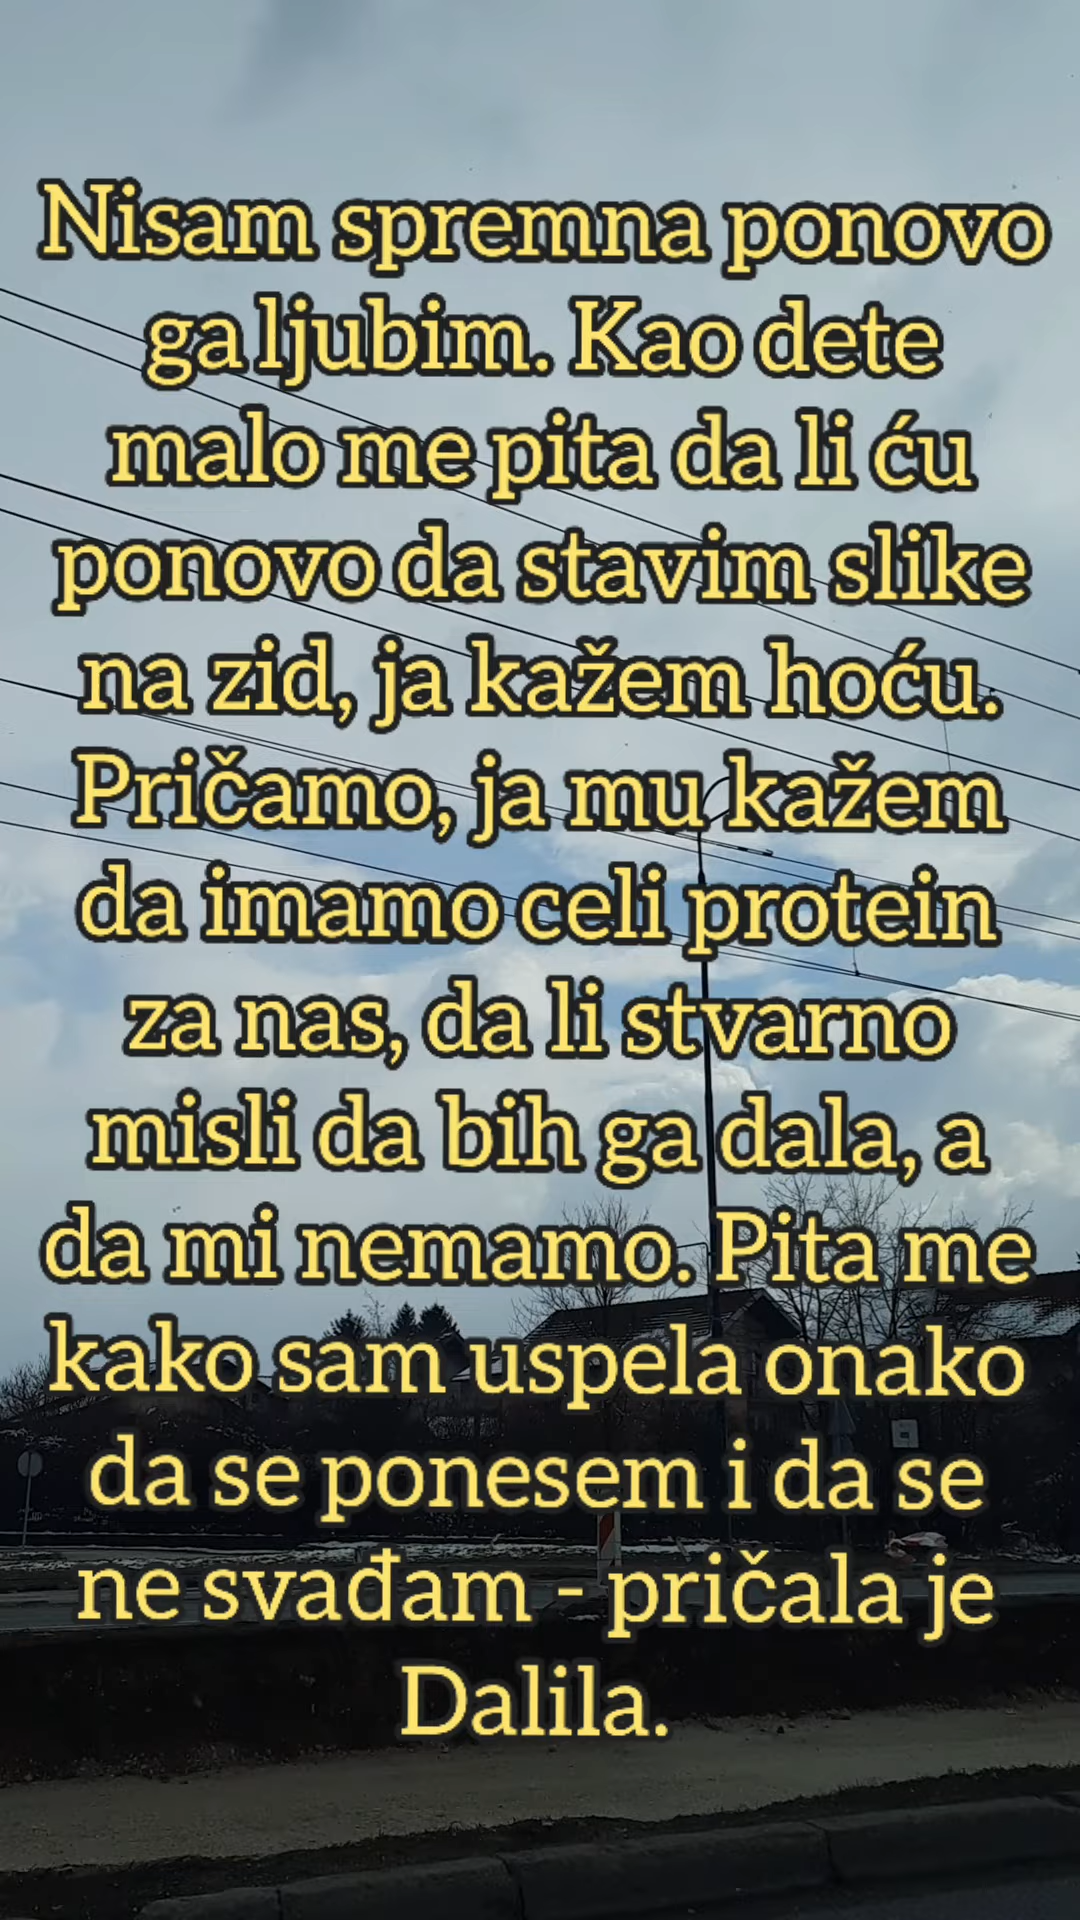 Nisam spremna ponovo
ga ljubim. Kao dete
malo me pita da li ću
ponovo da stavim slike
na zid, ja kažem hoću.
Pričamo, ja mu kažem
da imamo celi protein
za nas, da li stvarno
misli da bih ga dala, a
da mi nemamo. Pita me
kako sam uspela onako
da se ponesem i da se
ne svađam - pričala je
Dalila.